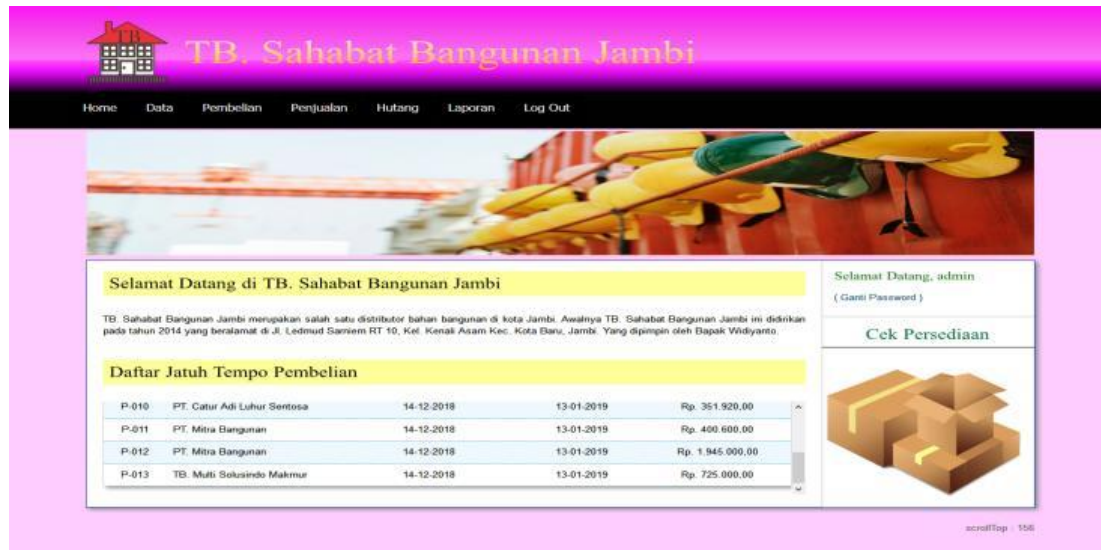 TB
TB. Sahabat Bangunan Jambi
Home Data Pembelian Penjualan Hutang Laporan Log Out
Selamat Datang di TB. Sahabat Bangunan Jambi
TB. Sahabat Bangunan Jambi merupakan salah satu distributor bahan bangunan di kota Jambi. Awalnya TB. Sahabat Bangunan Jambi ini didirikan
pada tahun 2014 yang beralamat di Jl. Ledmud Sarniem RT 10, Kel. Kenali Asam Kec. Kota Baru, Jambi. Yang dipimpin oleh Bapak Widiyanto.
Daftar Jatuh Tempo Pembelian
P-010 PT. Catur Adi Luhur Sentosa 14-12-2018 13-01-2019 Rp. 351.920,00
P-011 PT. Mitra Bangunan 14-12-2018 13-01-2019 Rp. 400.600,00
P-012 PT. Mitra Bangunan 14-12-2018 13-01-2019 Rp. 1.945.000,00
P-013 TB. Multi Solusindo Makmur 14-12-2018 13-01-2019 Rp. 725.000,00
Selamat Datang, admin
( Ganti Password )
Cek Persediaan
scrollTop : 156